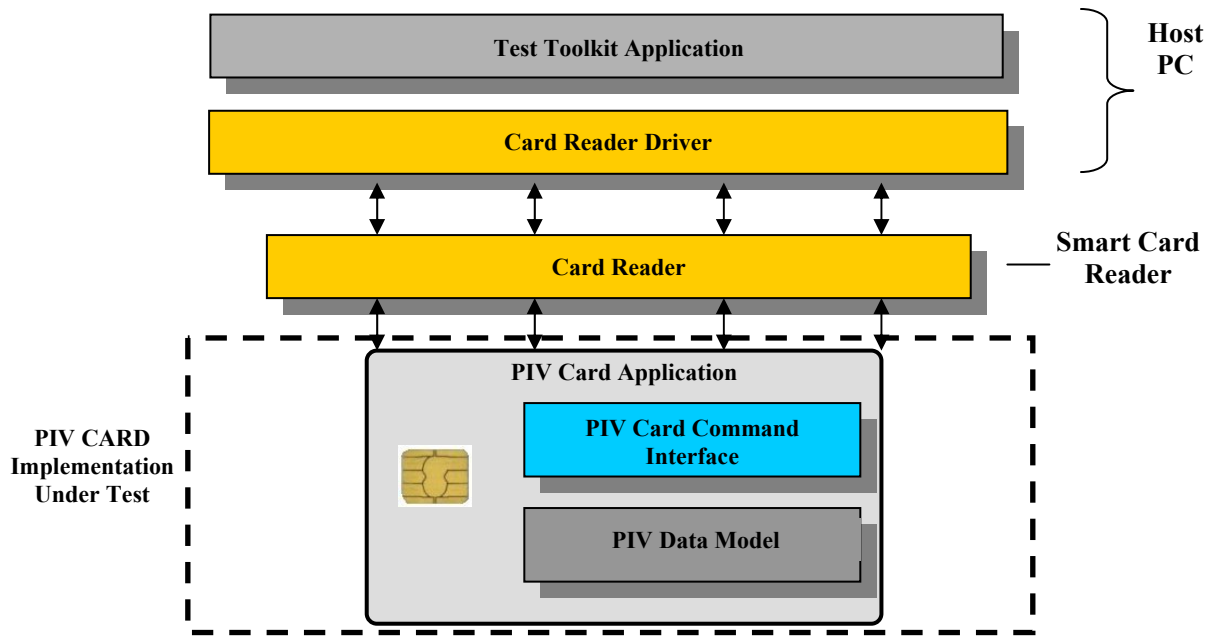 Test Toolkit Application
Host
PC
Card Reader Driver
Card Reader
Smart Card
Reader
PIV Card Application
PIV Card Command
Interface
PIV CARD
Implementation
Under Test
PIV Data Model